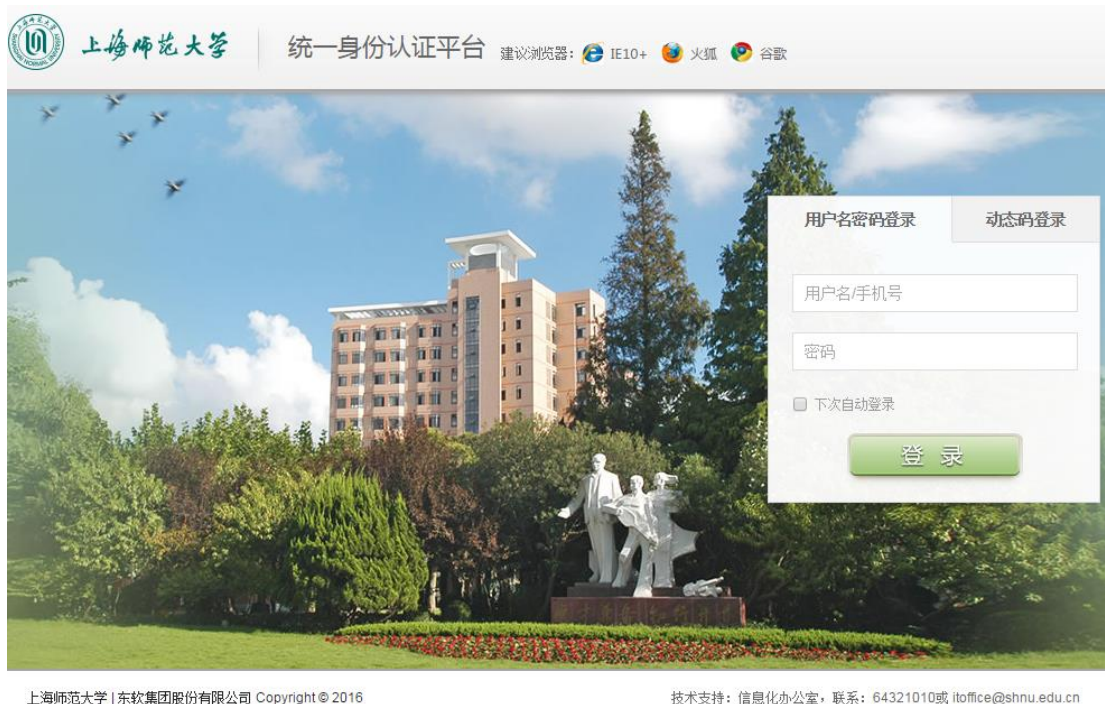 上海师范大学
统一身份认证平台 建议浏览器: IE10+ 火狐 谷歌
用户名密码登录 动态码登录
用户名/手机号
密码
下次自动登录
登 录
上海师范大学 | 东软集团股份有限公司 Copyright © 2016
技术支持: 信息化办公室, 联系: 64321010或 itoffice@shnu.edu.cn